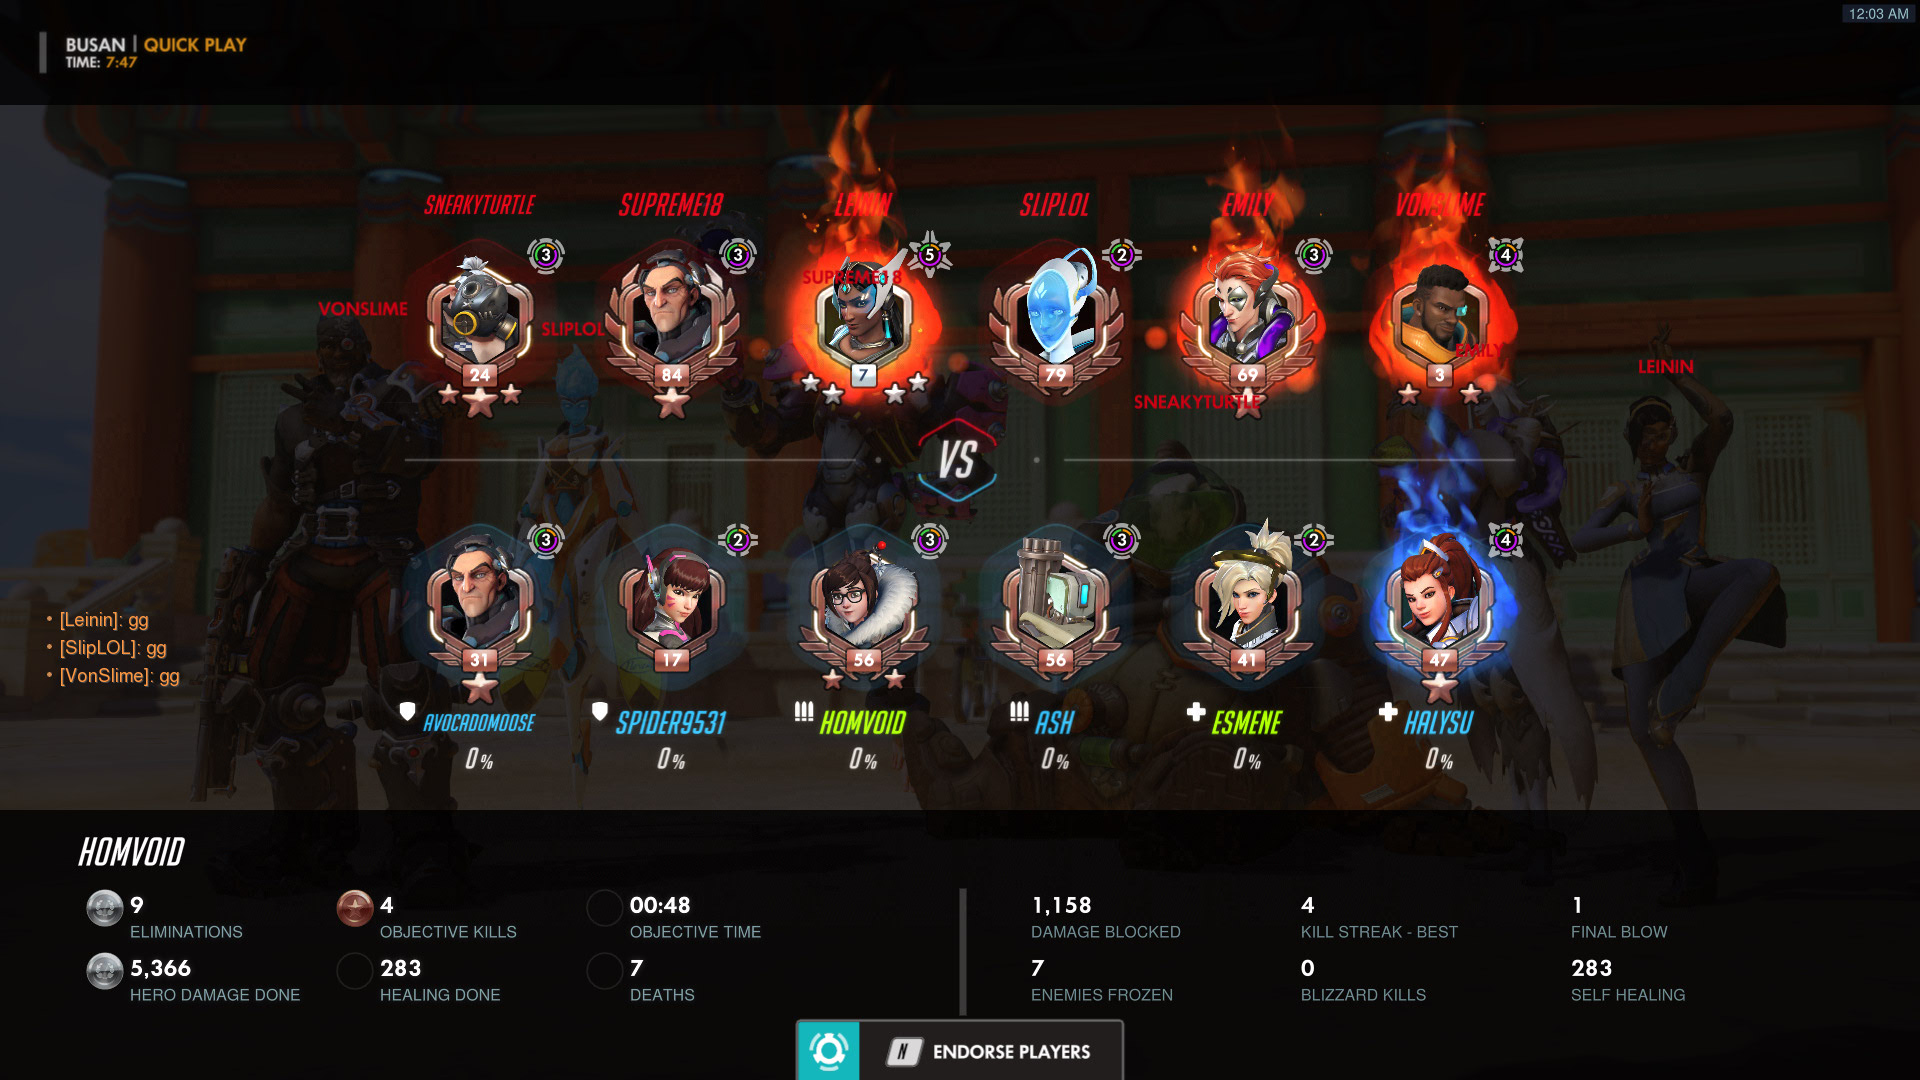 12:03 AM
BUSAN | QUICK PLAY
TIME: 7:47
SNEAKYTURTLE SUPREME18 LEININ SLIPLOL EMILY VONSLIME
3 3 5 2 3 4
SUPREME18
VONSLIME SLIPLOL
EMILY
LEININ
24 84 7 79 69 3
SNEAKYTURTLE
VS
3 2 3 3 2 4
[Leinin]: gg
[SlipLOL]: gg
[VonSlime]: gg
31 17 56 56 41 47
AVOCADOMOOSE SPIDER9531 HOMVOID ASH ESMENE HALYSU
0% 0% 0% 0% 0% 0%
HOMVOID
9 4 00:48 1,158 4 1
ELIMINATIONS OBJECTIVE KILLS OBJECTIVE TIME DAMAGE BLOCKED KILL STREAK - BEST FINAL BLOW
5,366 283 7 7 0 283
HERO DAMAGE DONE HEALING DONE DEATHS ENEMIES FROZEN BLIZZARD KILLS SELF HEALING
N ENDORSE PLAYERS